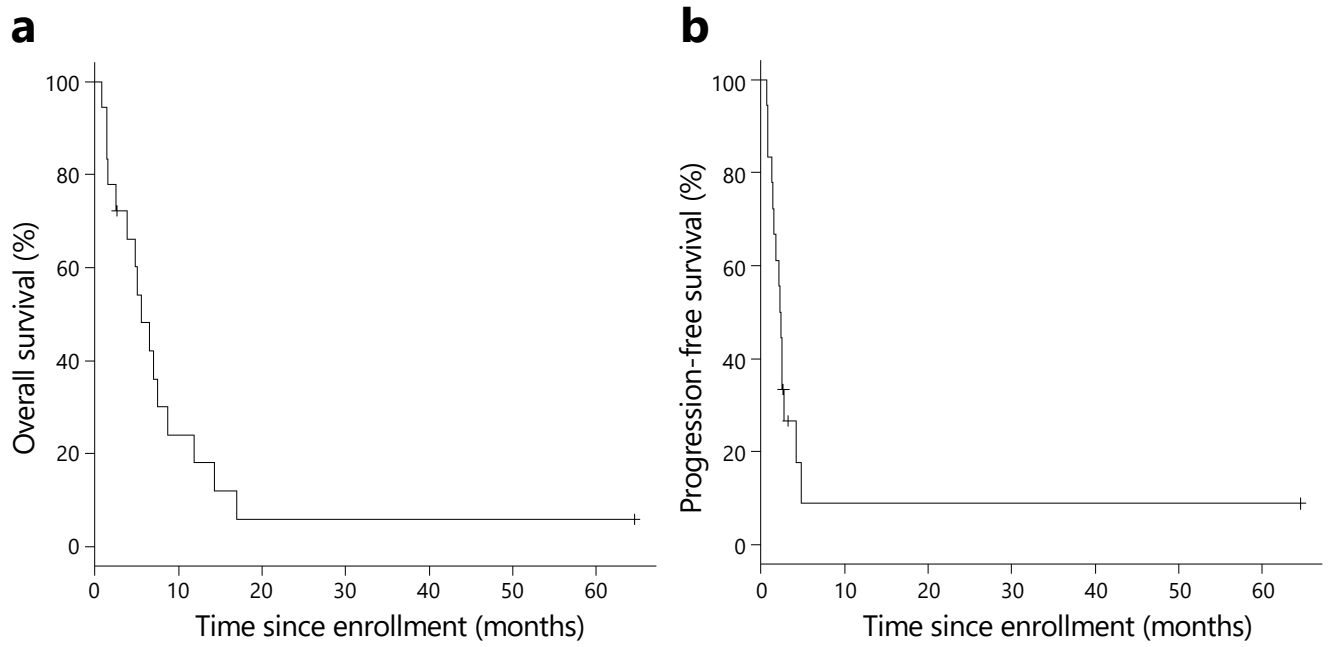 a
Overall survival (%)
100
80
60
40
20
0
0 10 20 30 40 50 60
Time since enrollment (months)
b
Progression-free survival (%)
100
80
60
40
20
0
0 10 20 30 40 50 60
Time since enrollment (months)